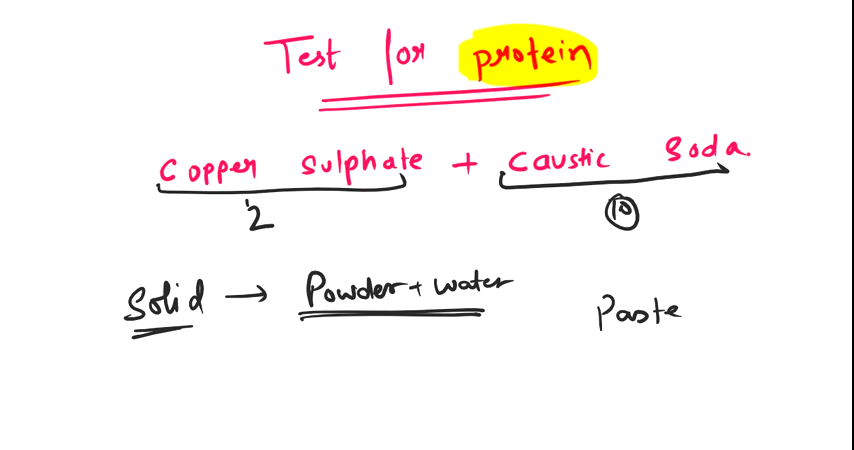 Test for protein
Copper Sulphate + Caustic Soda.
2 10
Solid → Powder + water Paste